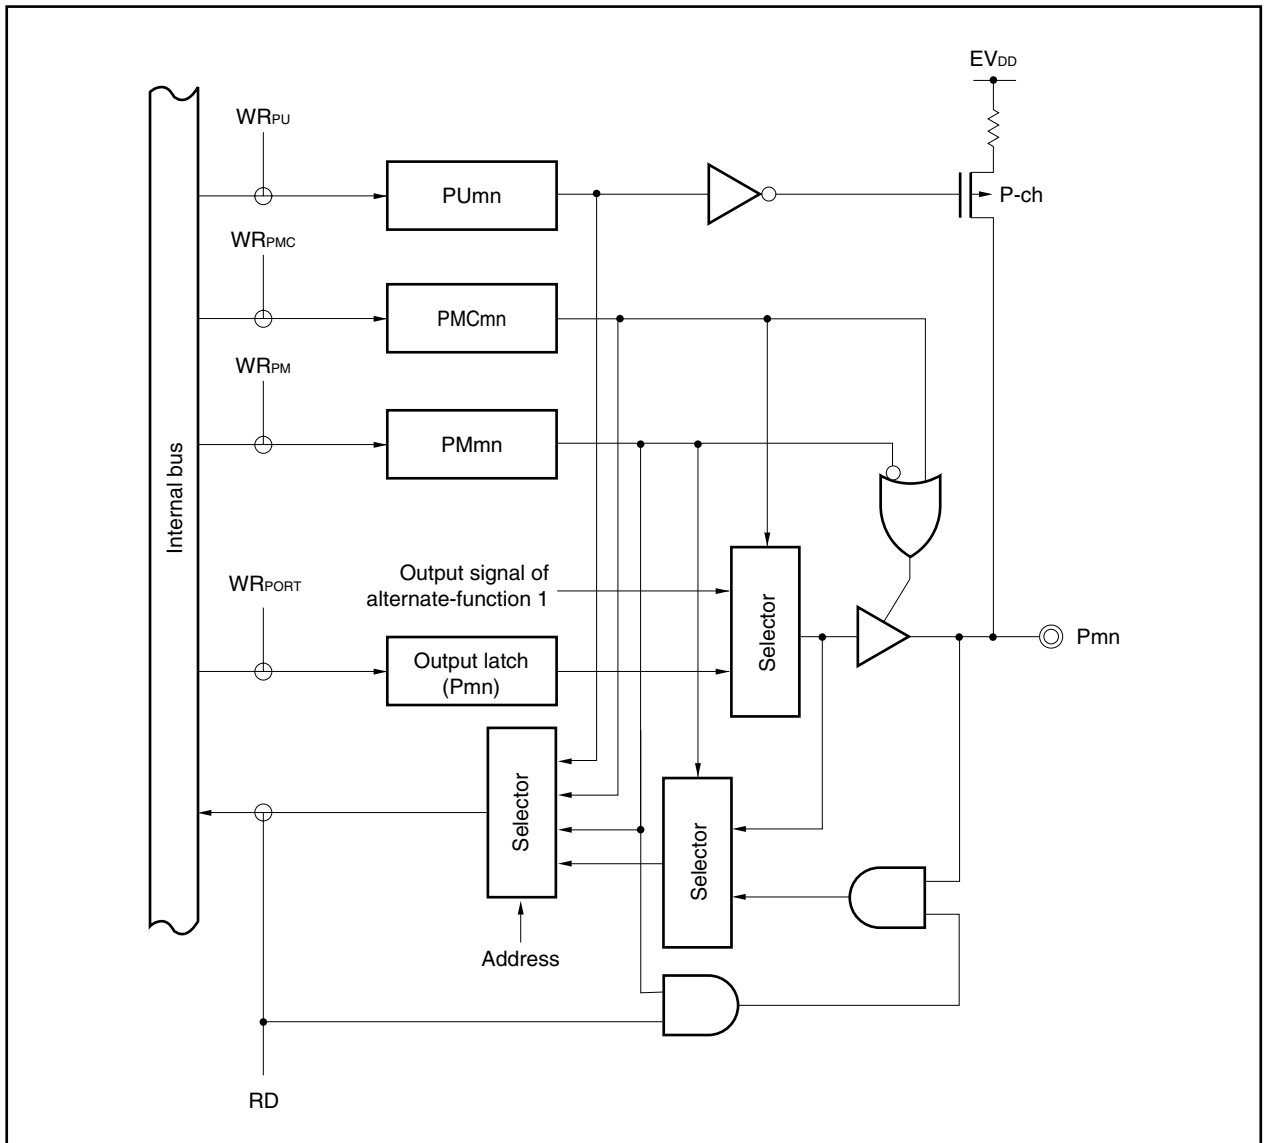 EVDD
WRPU
PUmn
P-ch
WRPMC
PMCmn
WRPM
PMmn
Internal bus
Output signal of
alternate-function 1
WRPORT
Selector
Output latch
(Pmn)
Pmn
Selector
Selector
Address
RD